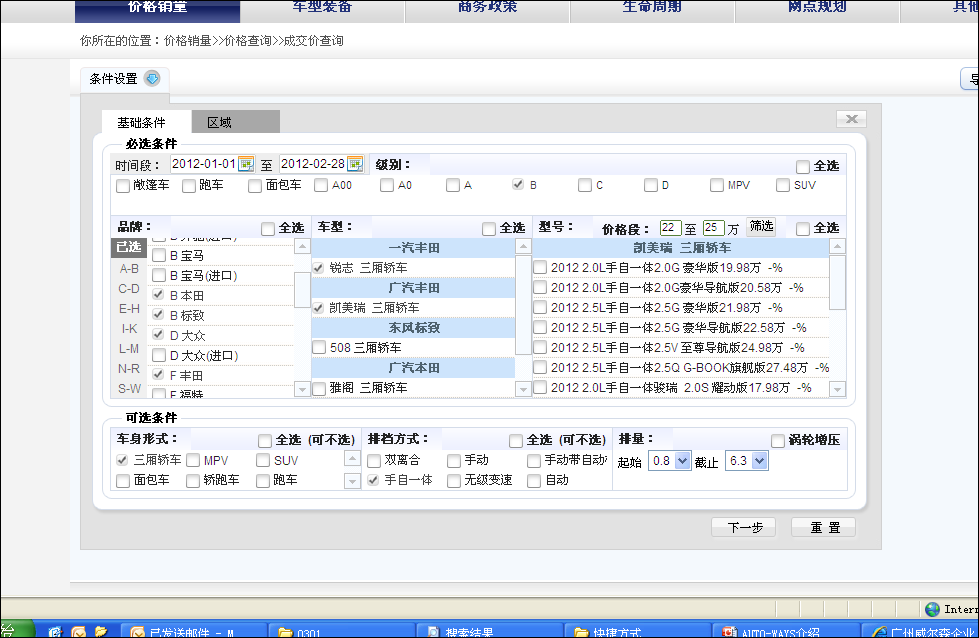 价格销量 车型装备 商务政策 生命周期 网点规划 其他
你所在的位置：价格销量>>价格查询>>成交价查询
条件设置
基础条件 区域
必选条件
时间段： 2012-01-01 至 2012-02-28 级别： 全选
敞篷车 跑车 面包车 A00 A0 A B C D MPV SUV
品牌： 全选 车型： 全选 型号： 价格段： 22 至 25 万 筛选 全选
已选
A-B
C-D
E-H
I-K
L-M
N-R
S-W
B 宝马
B 宝马(进口)
B 本田
B 标致
D 大众
D 大众(进口)
F 丰田
F 福特
一汽丰田
锐志 三厢轿车
广汽丰田
凯美瑞 三厢轿车
东风标致
508 三厢轿车
广汽本田
雅阁 三厢轿车
凯美瑞 三厢轿车
2012 2.0L手自一体2.0G 豪华版19.98万 -%
2012 2.0L手自一体2.0G豪华导航版20.58万 -%
2012 2.5L手自一体2.5G 豪华版21.98万 -%
2012 2.5L手自一体2.5G 豪华导航版22.58万 -%
2012 2.5L手自一体2.5V 至尊导航版24.98万 -%
2012 2.5L手自一体2.5Q G-BOOK旗舰版27.48万 -%
2012 2.0L手自一体骏瑞 2.0S 耀动版17.98万 -%
可选条件
车身形式： 全选 (可不选) 排档方式： 全选 (可不选) 排量： 涡轮增压
三厢轿车 MPV SUV 双离合 手动 手动带自动 起始 0.8 截止 6.3
面包车 轿跑车 跑车 手自一体 无级变速 自动
下一步 重 置
Intern
已发送邮件 - M 0301 搜索结果 快捷方式 AUTO-WAYS介绍 广州威尔森企业